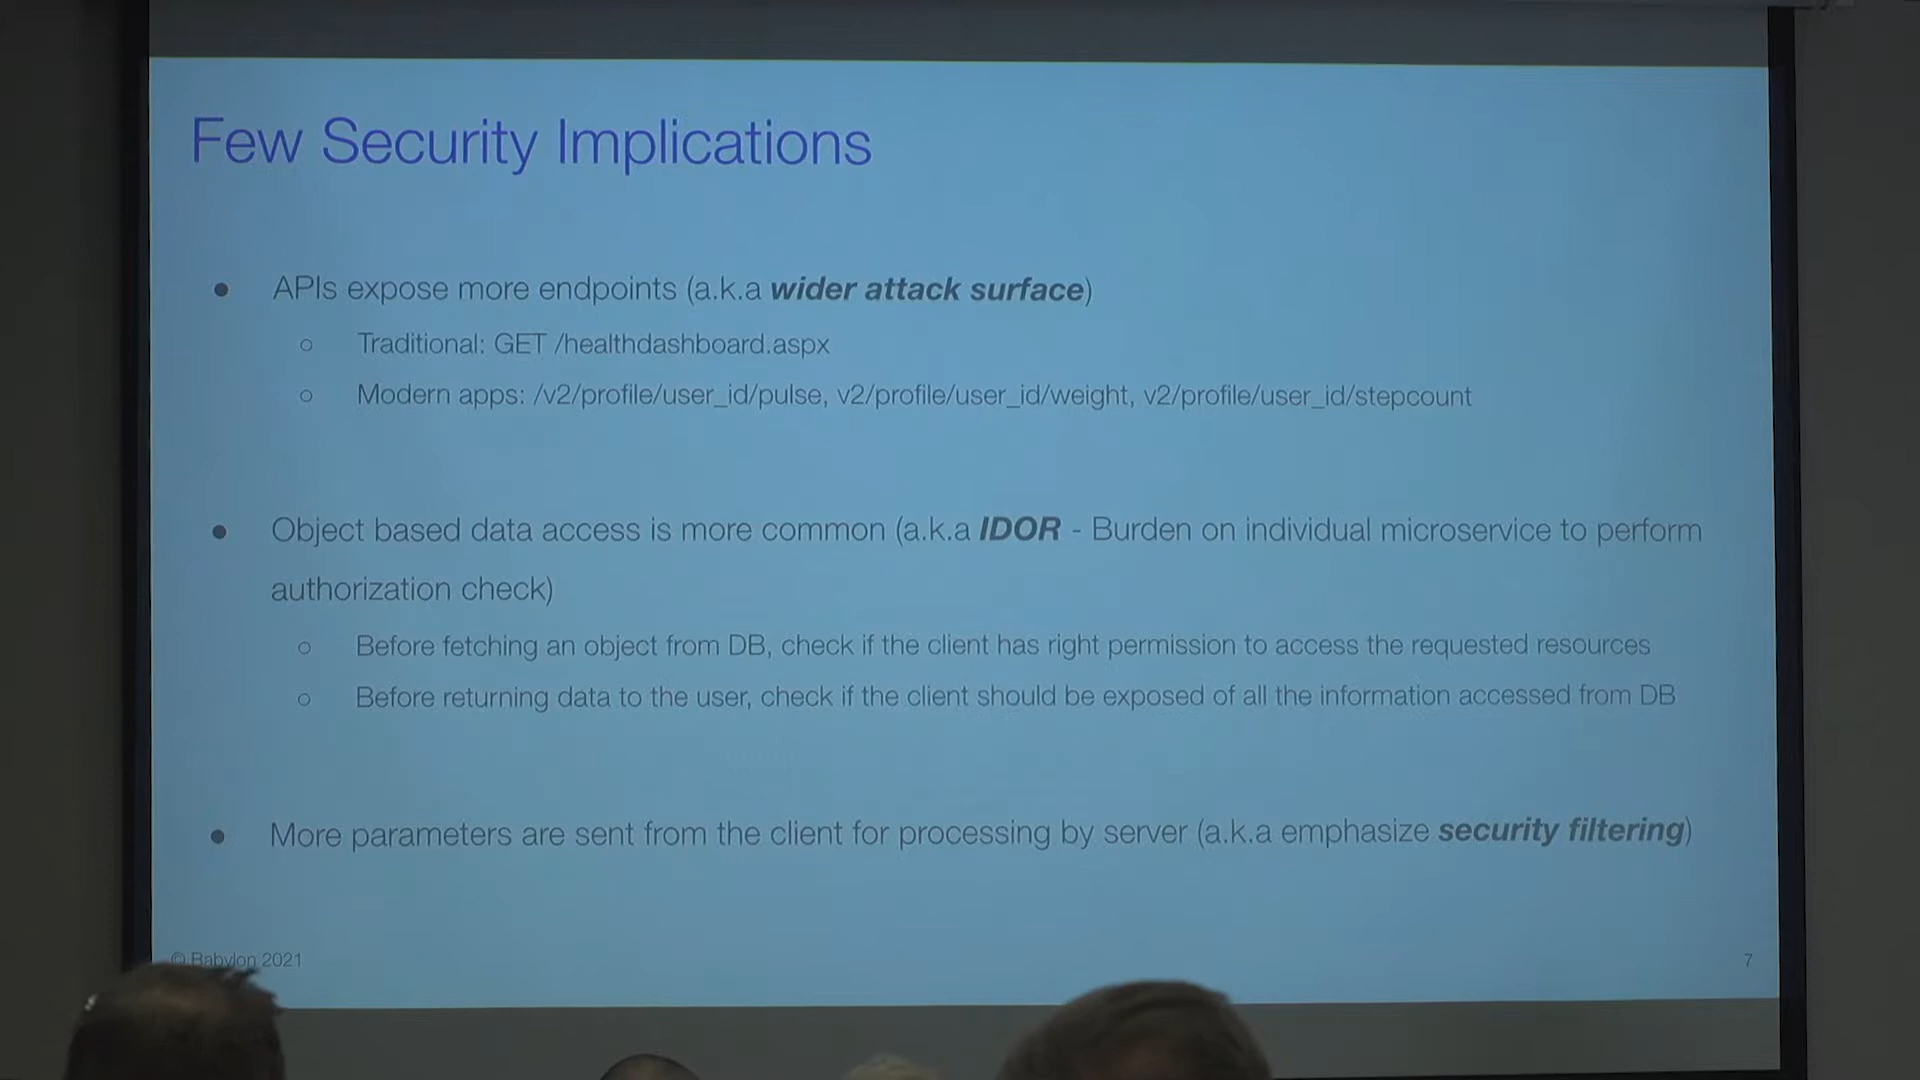 Few Security Implications
● APIs expose more endpoints (a.k.a wider attack surface)
○ Traditional: GET /healthdashboard.aspx
○ Modern apps: /v2/profile/user_id/pulse, v2/profile/user_id/weight, v2/profile/user_id/stepcount
● Object based data access is more common (a.k.a IDOR - Burden on individual microservice to perform
authorization check)
○ Before fetching an object from DB, check if the client has right permission to access the requested resources
○ Before returning data to the user, check if the client should be exposed of all the information accessed from DB
● More parameters are sent from the client for processing by server (a.k.a emphasize security filtering)
© Babylon 2021
7